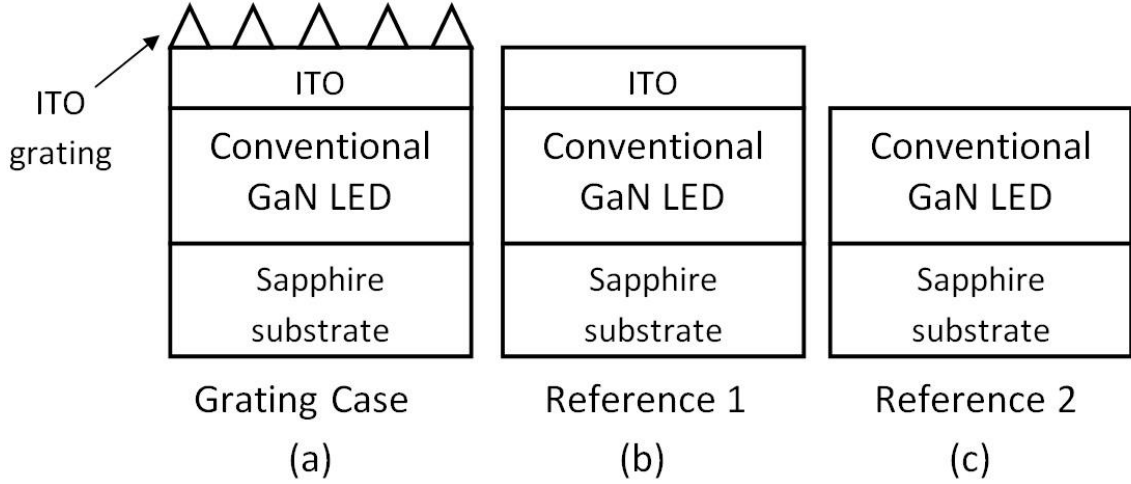 ITO
grating
ITO
Conventional
GaN LED
Sapphire
substrate
Grating Case
(a)
ITO
Conventional
GaN LED
Sapphire
substrate
Reference 1
(b)
Conventional
GaN LED
Sapphire
substrate
Reference 2
(c)